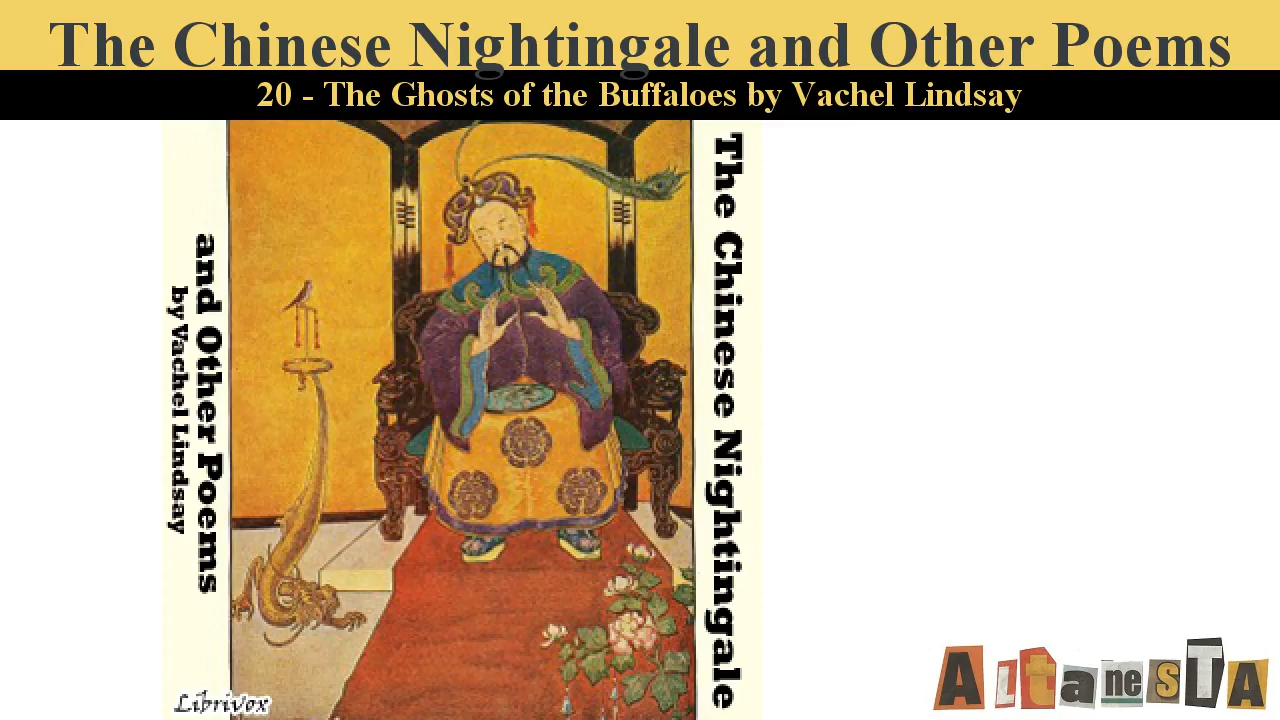 The Chinese Nightingale and Other Poems
20 - The Ghosts of the Buffaloes by Vachel Lindsay
The Chinese Nightingale
and Other Poems
by Vachel Lindsay
Librivox
AltanesTA